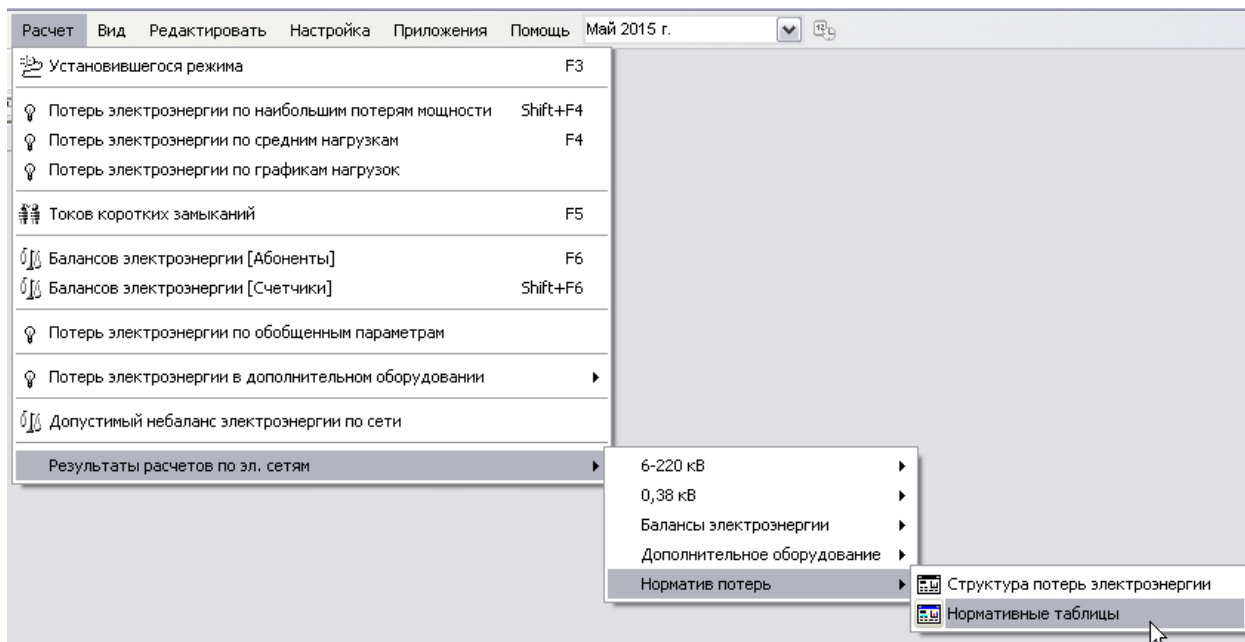 Расчет Вид Редактировать Настройка Приложения Помощь Май 2015 г.
Установившегося режима F3
Потерь электроэнергии по наибольшим потерям мощности Shift+F4
Потерь электроэнергии по средним нагрузкам F4
Потерь электроэнергии по графикам нагрузок
Токов коротких замыканий F5
Балансов электроэнергии [Абоненты] F6
Балансов электроэнергии [Счетчики] Shift+F6
Потерь электроэнергии по обобщенным параметрам
Потерь электроэнергии в дополнительном оборудовании
Допустимый небаланс электроэнергии по сети
Результаты расчетов по эл. сетям
6-220 кВ
0,38 кВ
Балансы электроэнергии
Дополнительное оборудование
Норматив потерь
Структура потерь электроэнергии
Нормативные таблицы